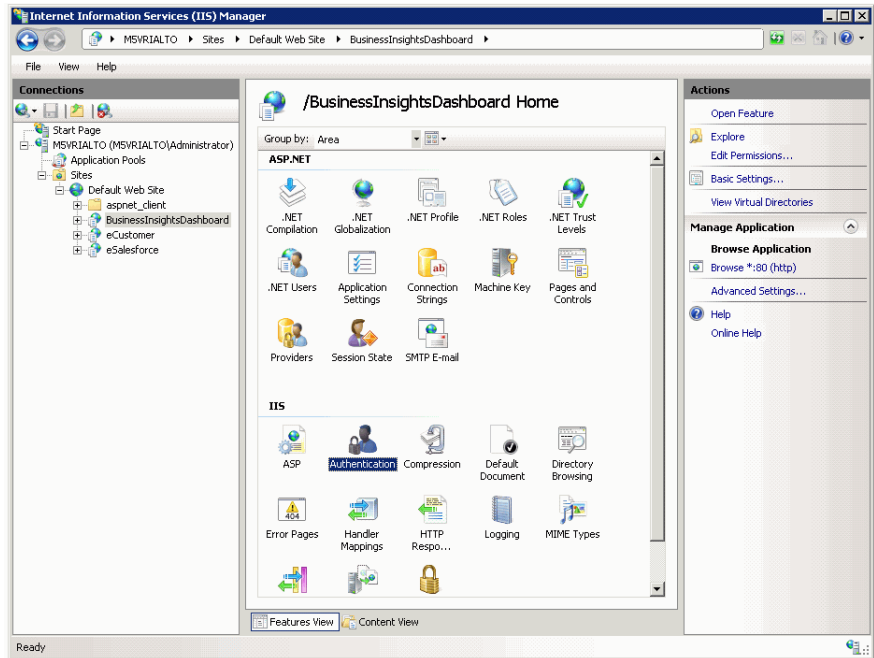 Internet Information Services (IIS) Manager
M5VRIALTO Sites Default Web Site BusinessInsightsDashboard
File View Help
Connections
Start Page
M5VRIALTO (M5VRIALTO\Administrator)
Application Pools
Sites
Default Web Site
aspnet_client
BusinessInsightsDashboard
eCustomer
eSalesforce
/BusinessInsightsDashboard Home
Group by: Area
ASP.NET
.NET Compilation
.NET Globalization
.NET Profile
.NET Roles
.NET Trust Levels
.NET Users
Application Settings
Connection Strings
Machine Key
Pages and Controls
Providers
Session State
SMTP E-mail
IIS
ASP
Authentication
Compression
Default Document
Directory Browsing
Error Pages
Handler Mappings
HTTP Respo...
Logging
MIME Types
Features View Content View
Actions
Open Feature
Explore
Edit Permissions...
Basic Settings...
View Virtual Directories
Manage Application
Browse Application
Browse *:80 (http)
Advanced Settings...
Help
Online Help
Ready